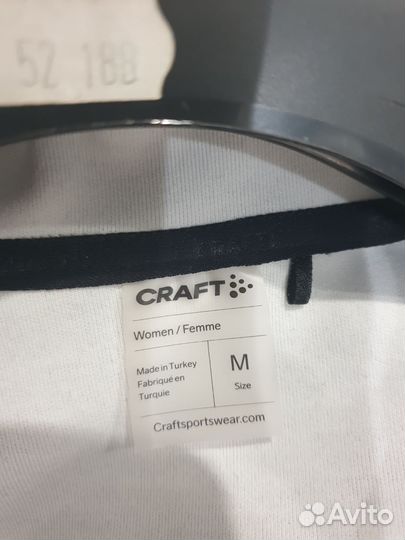 52 188
CRAFT
Women / Femme
Made in Turkey
Fabriqué en
Turquie
M
Size
Craftsportswear.com
Avito